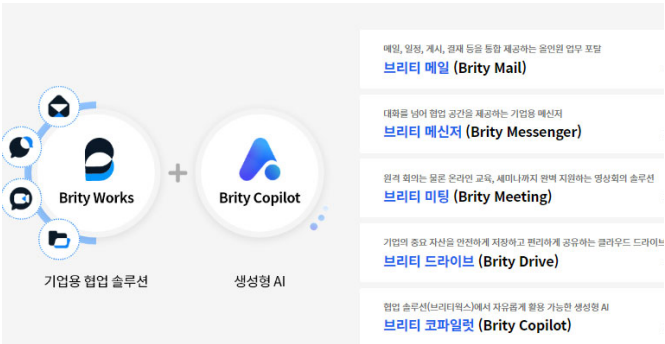 Brity Works
+
Brity Copilot
기업용 협업 솔루션
생성형 AI
메일, 일정, 게시, 결재 등을 통합 제공하는 올인원 업무 포탈
브리티 메일 (Brity Mail)
대화를 넘어 협업 공간을 제공하는 기업용 메신저
브리티 메신저 (Brity Messenger)
원격 회의는 물론 온라인 교육, 세미나까지 완벽 지원하는 영상회의 솔루션
브리티 미팅 (Brity Meeting)
기업의 중요 자산을 안전하게 저장하고 편리하게 공유하는 클라우드 드라이브
브리티 드라이브 (Brity Drive)
협업 솔루션(브리티웍스)에서 자유롭게 활용 가능한 생성형 AI
브리티 코파일럿 (Brity Copilot)